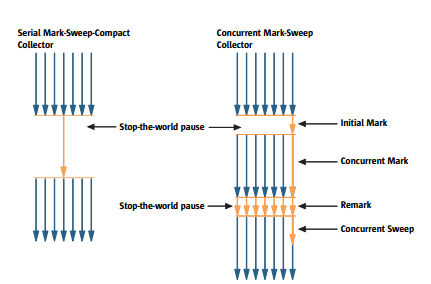 Serial Mark-Sweep-Compact
Collector
Concurrent Mark-Sweep
Collector
Stop-the-world pause
Initial Mark
Concurrent Mark
Stop-the-world pause
Remark
Concurrent Sweep